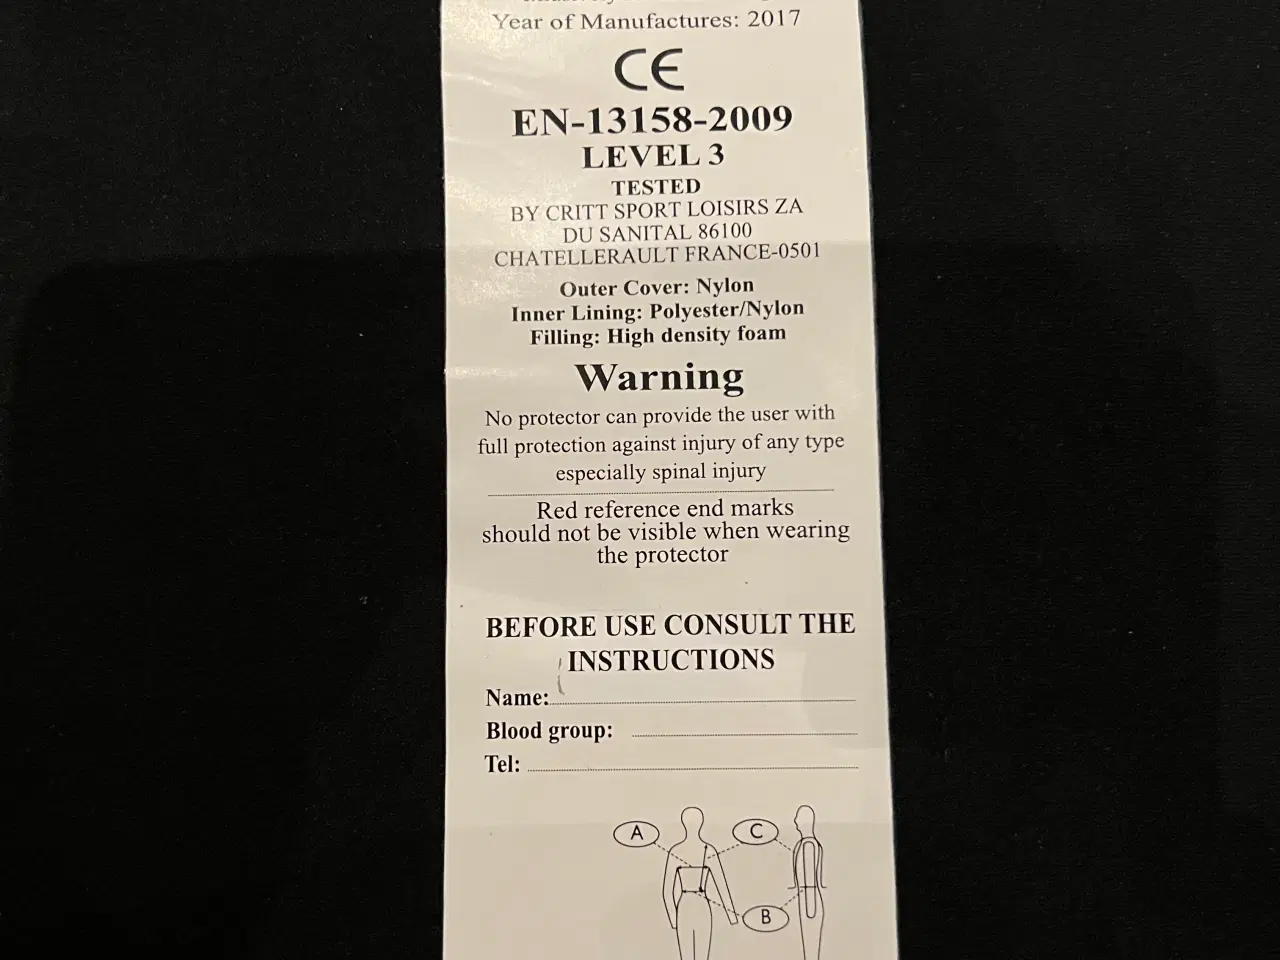 Year of Manufactures: 2017
CE
EN-13158-2009
LEVEL 3
TESTED
BY CRITT SPORT LOISIRS ZA
DU SANITAL 86100
CHATELLERAULT FRANCE-0501
Outer Cover: Nylon
Inner Lining: Polyester/Nylon
Filling: High density foam
Warning
No protector can provide the user with
full protection against injury of any type
especially spinal injury
Red reference end marks
should not be visible when wearing
the protector
BEFORE USE CONSULT THE
INSTRUCTIONS
Name:
Blood group:
Tel:
A
C
B